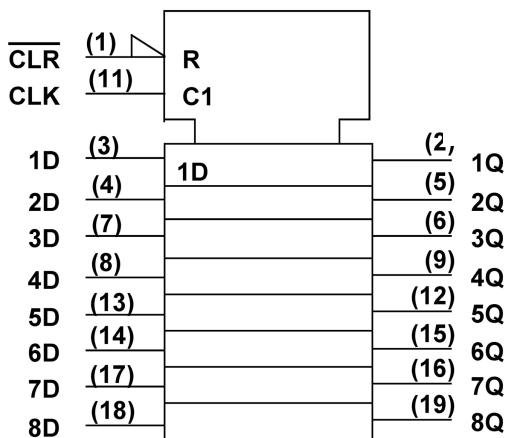 CLR (1) R
CLK (11) C1
1D (3) 1D (2, 1Q
2D (4) (5) 2Q
3D (7) (6) 3Q
4D (8) (9) 4Q
5D (13) (12) 5Q
6D (14) (15) 6Q
7D (17) (16) 7Q
8D (18) (19) 8Q